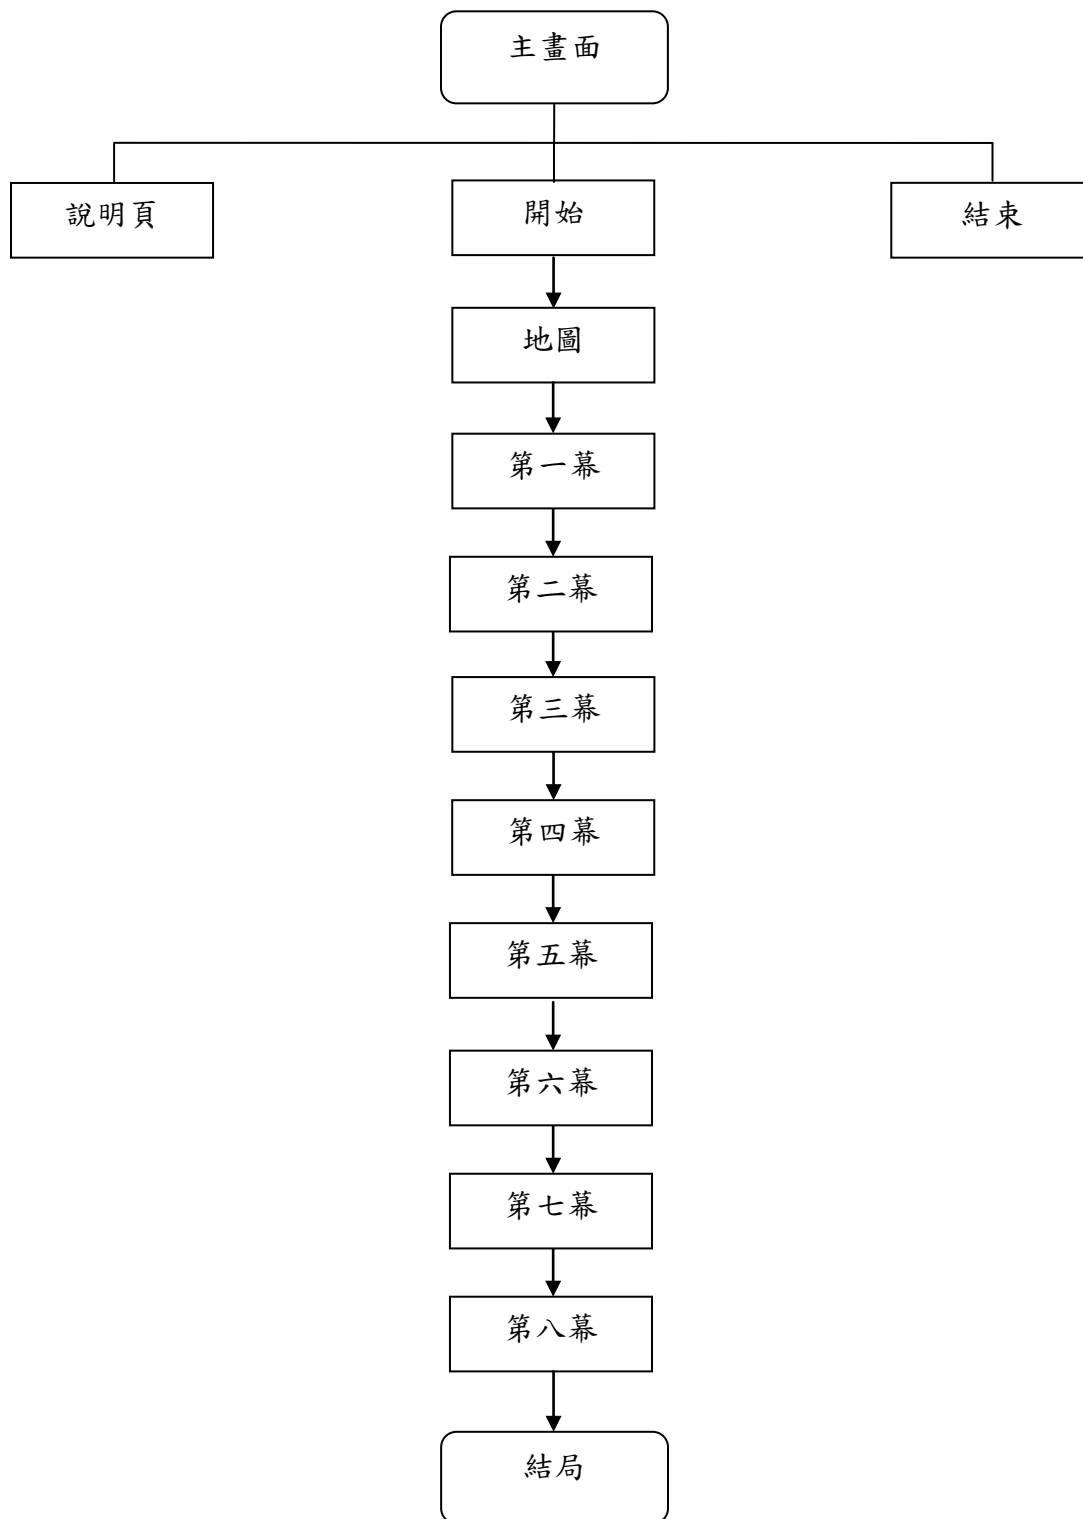 主畫面
說明頁
開始
結束
地圖
第一幕
第二幕
第三幕
第四幕
第五幕
第六幕
第七幕
第八幕
結局